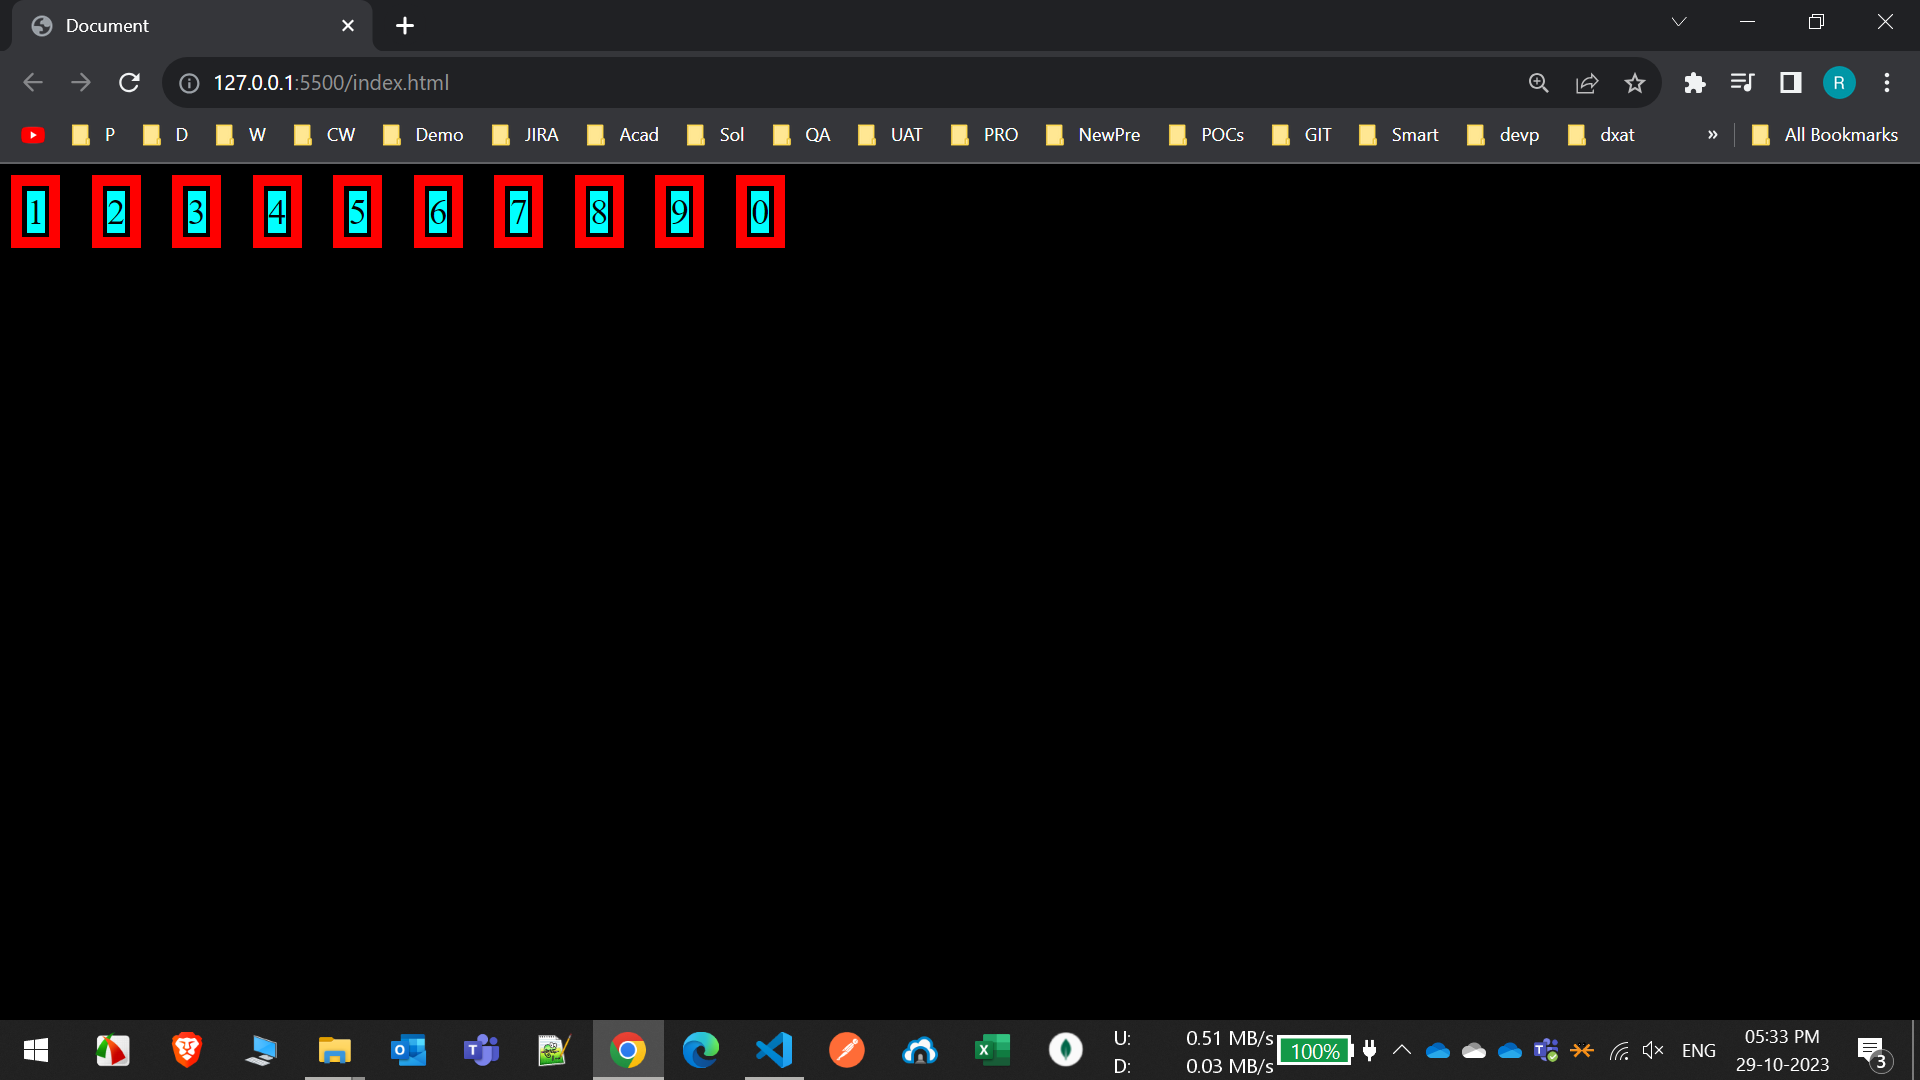 Document
127.0.0.1:5500/index.html
R
P D W CW Demo JIRA Acad Sol QA UAT PRO NewPre POCs GIT Smart devp dxat » All Bookmarks
1 2 3 4 5 6 7 8 9 0
U: 0.51 MB/s
D: 0.03 MB/s
100%
ENG
05:33 PM
29-10-2023
3